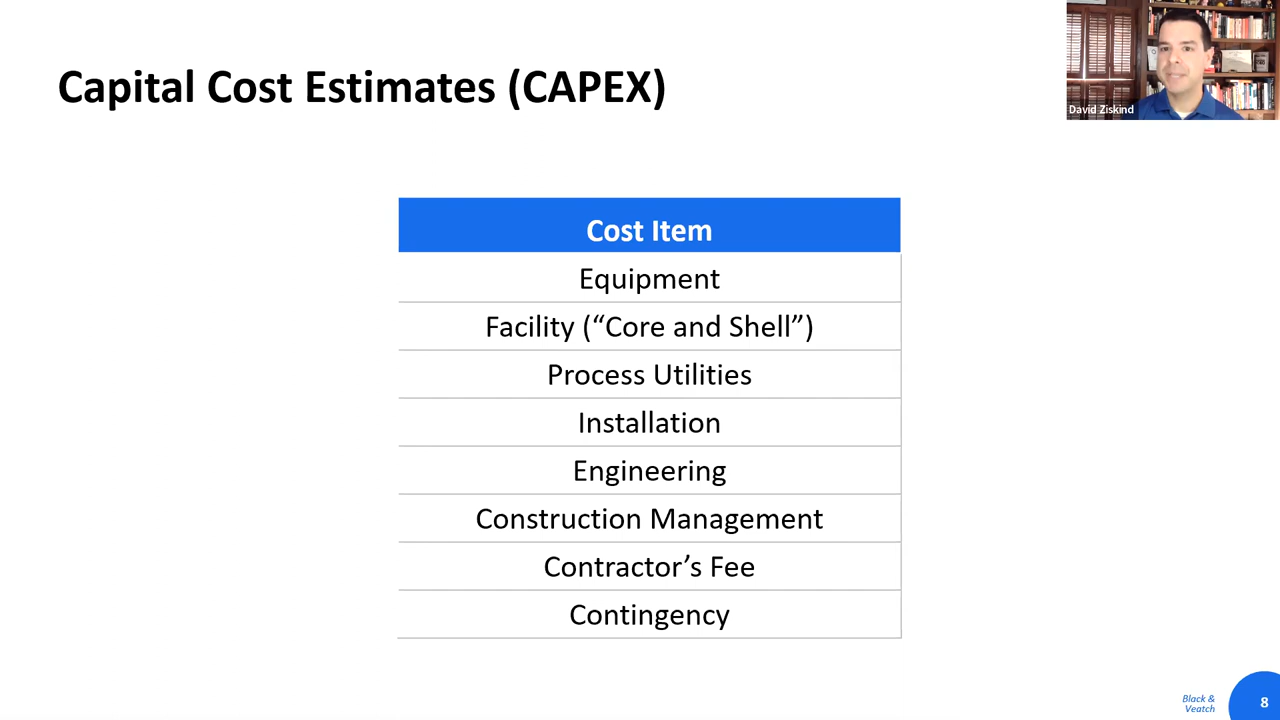 Capital Cost Estimates (CAPEX)
David Ziskind
Cost Item
Equipment
Facility (“Core and Shell”)
Process Utilities
Installation
Engineering
Construction Management
Contractor’s Fee
Contingency
Black &
Veatch
8